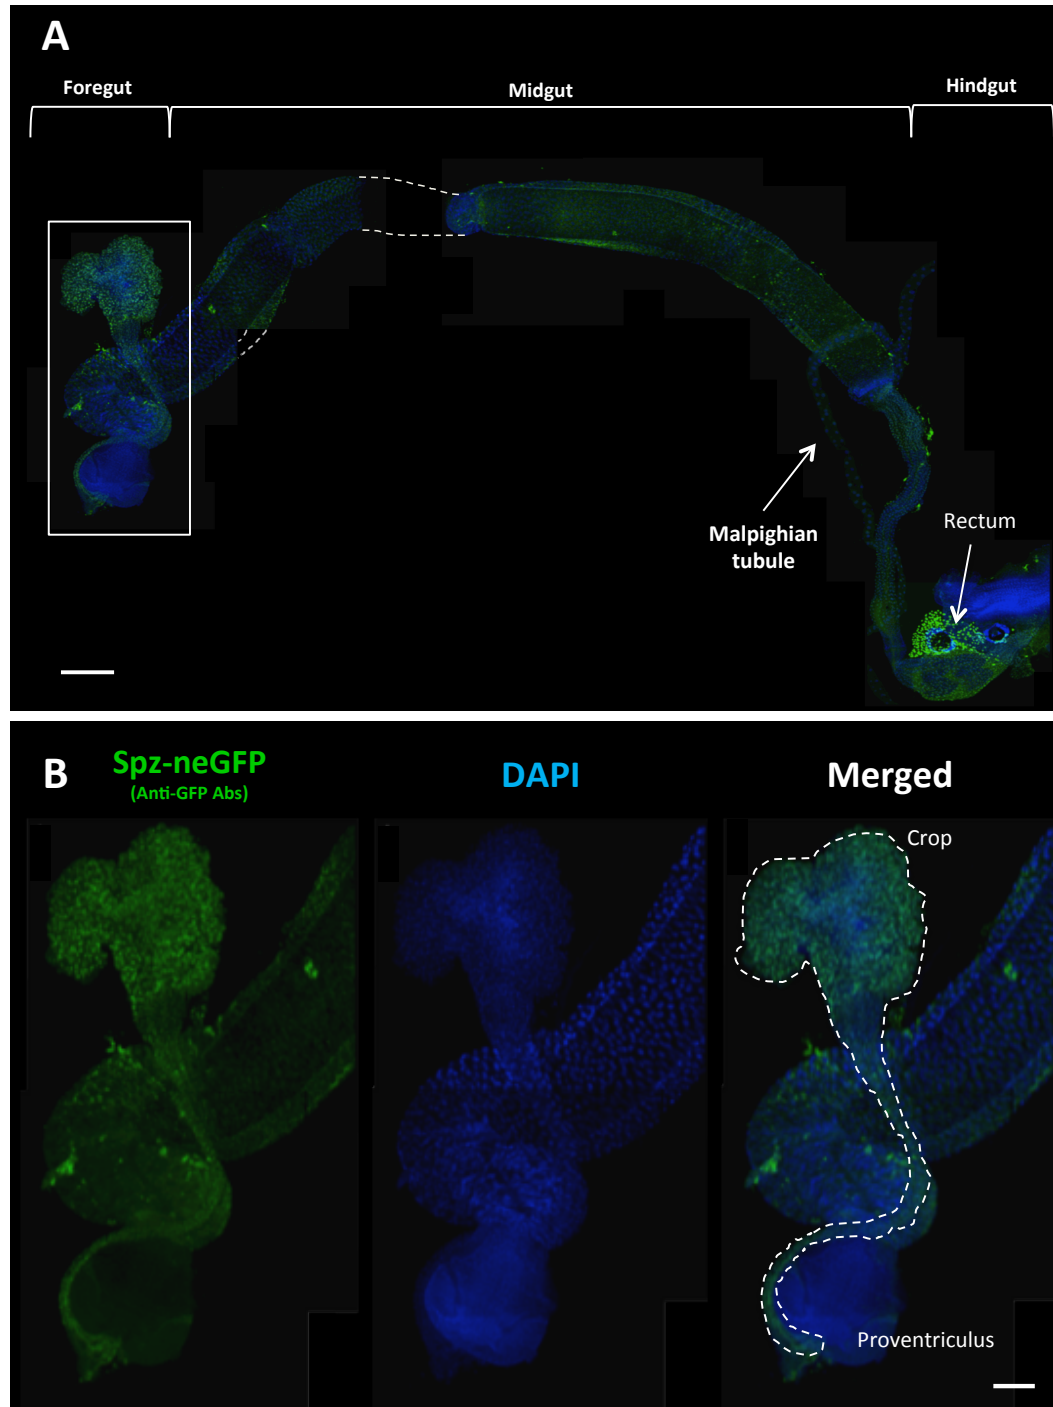 A
Foregut
Midgut
Hindgut
Malpighian
tubule
Rectum
B
Spz-neGFP
(Anti-GFP Abs)
DAPI
Merged
Crop
Proventriculus